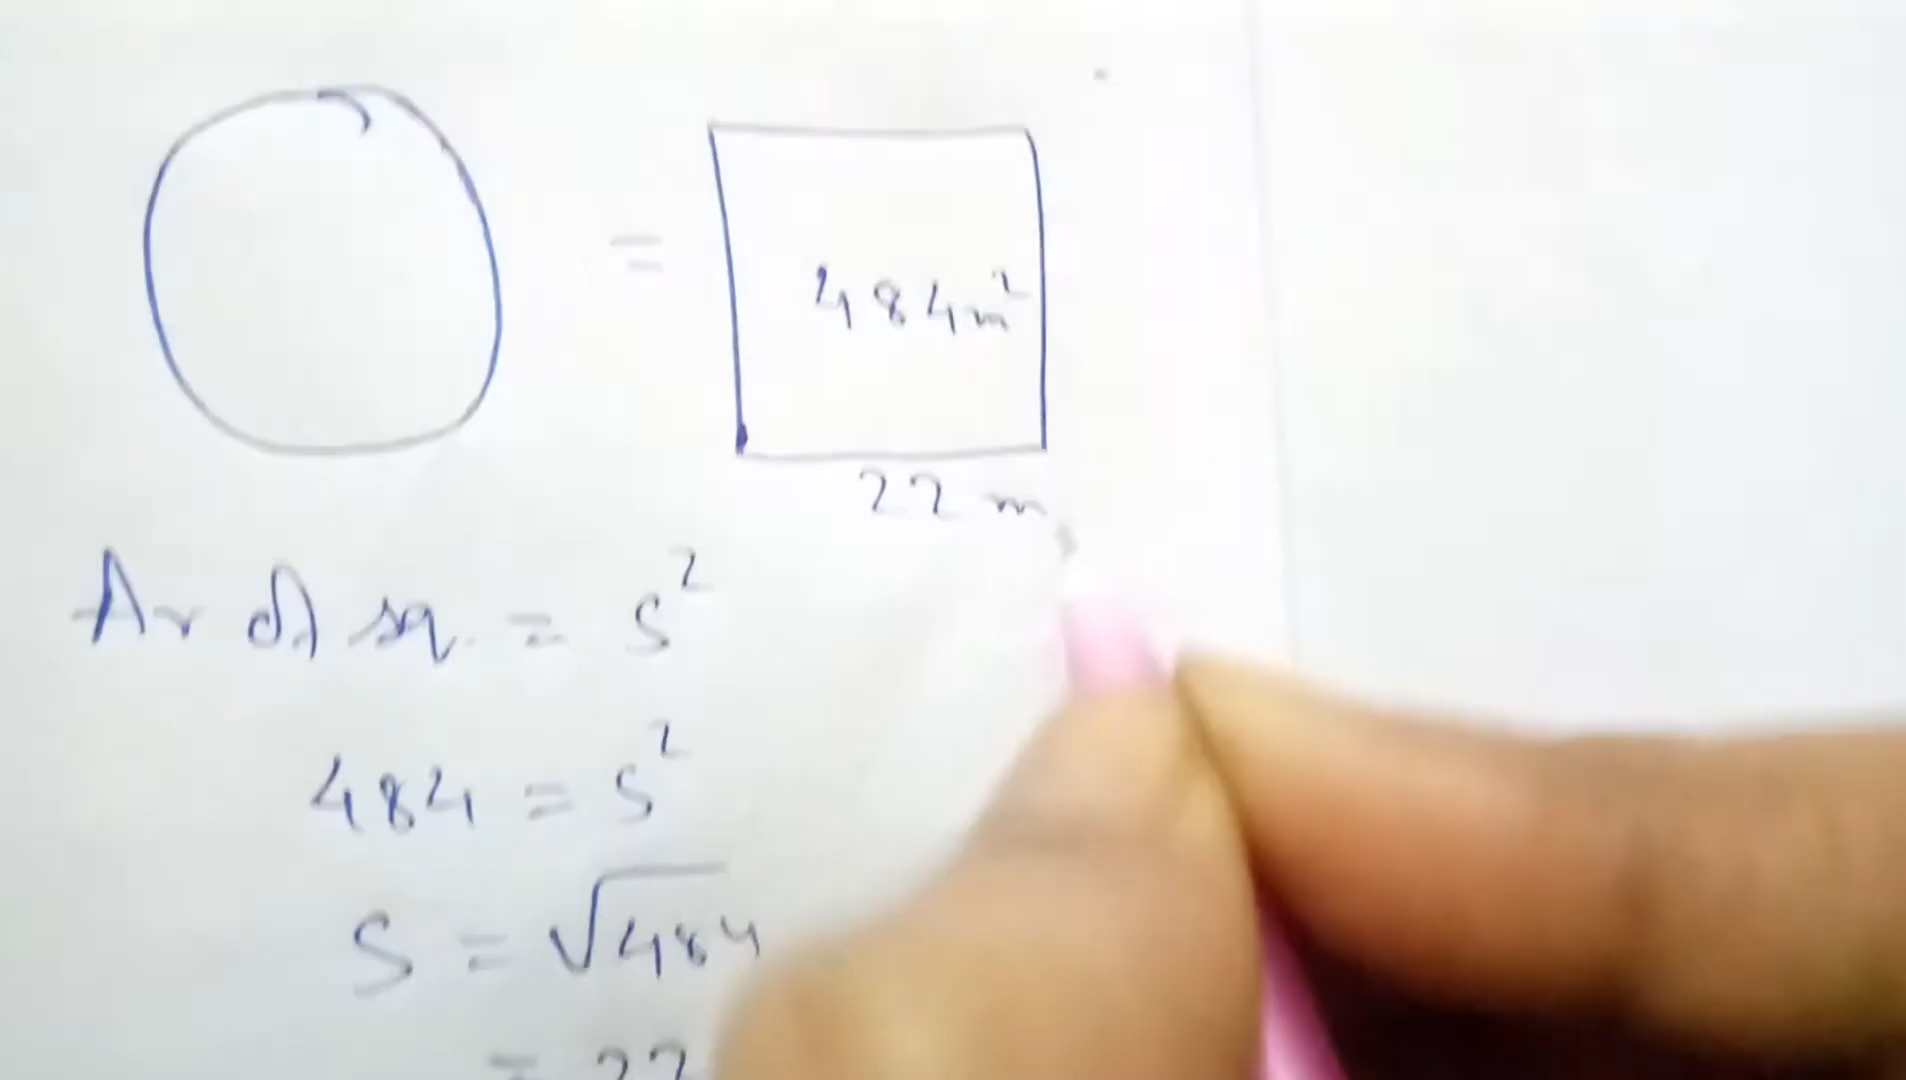 =
484m²
22 m
Ar of sq. = s²
484 = s²
S = √484
= 22